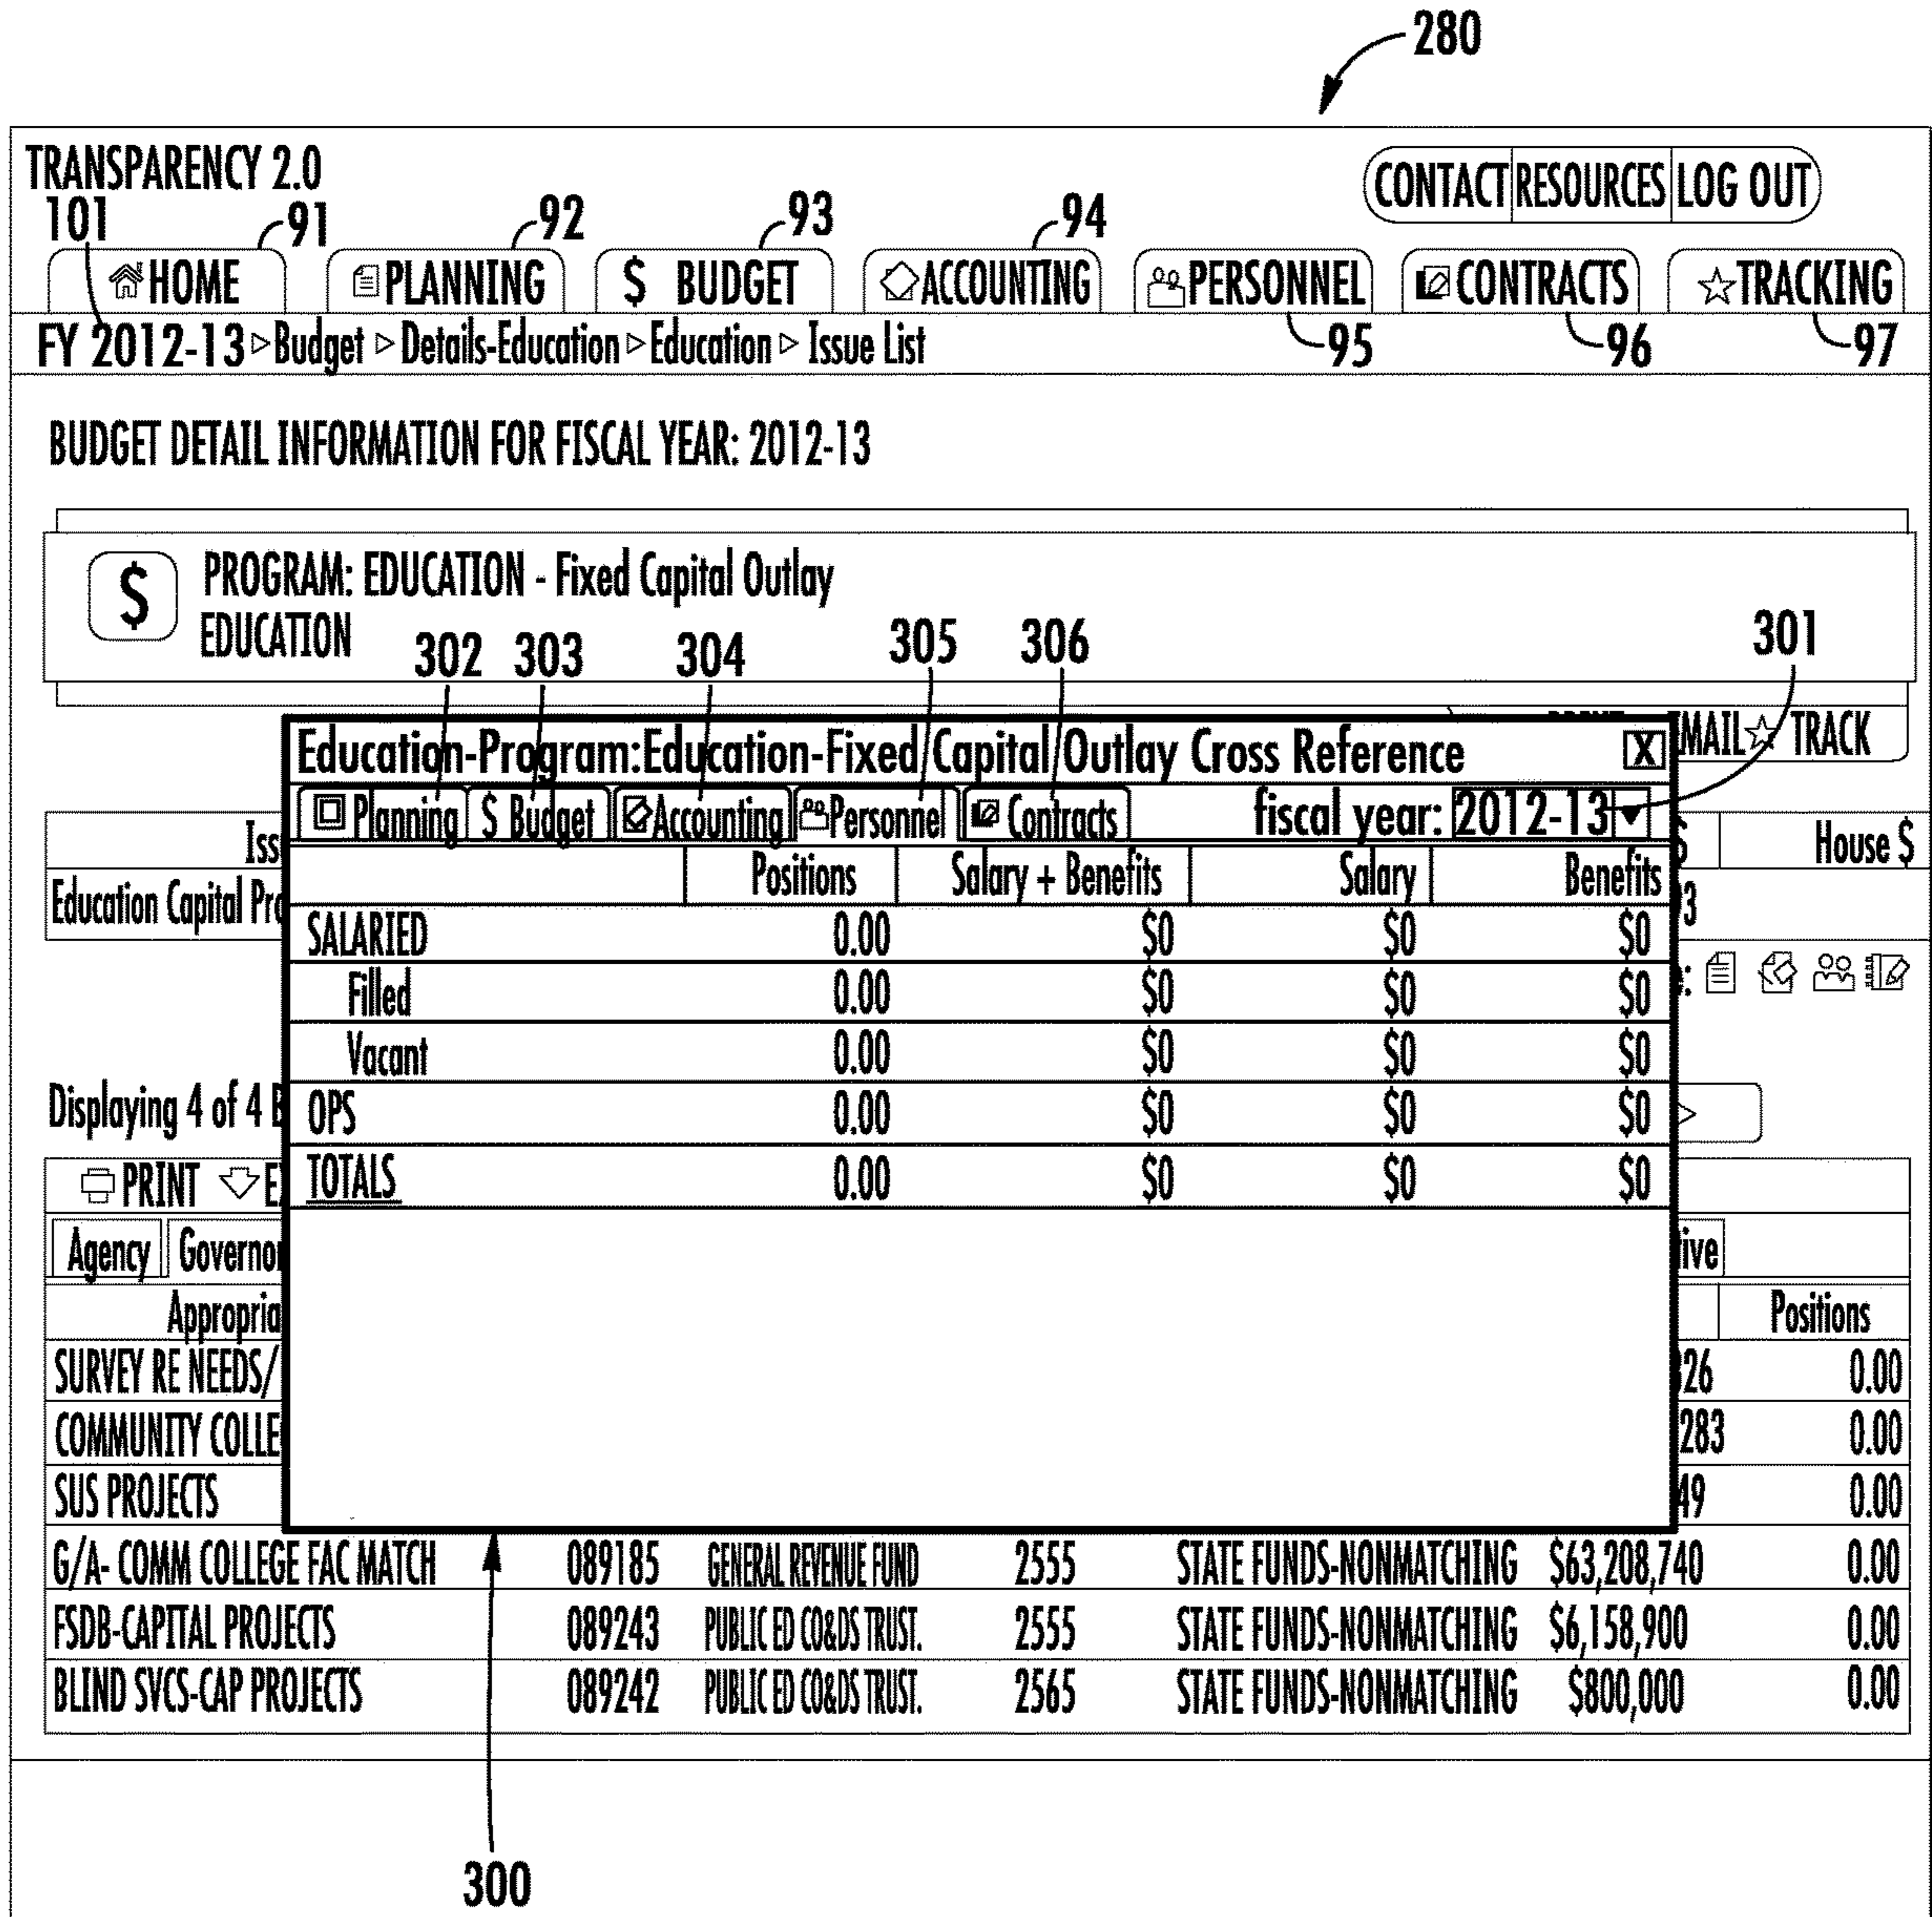 280
TRANSPARENCY 2.0
CONTACT RESOURCES LOG OUT
101 91 92 93 94
HOME PLANNING $ BUDGET ACCOUNTING PERSONNEL CONTRACTS TRACKING
FY 2012-13 ▷ Budget ▷ Details-Education ▷ Education ▷ Issue List
95 96 97
BUDGET DETAIL INFORMATION FOR FISCAL YEAR: 2012-13
$ PROGRAM: EDUCATION - Fixed Capital Outlay
EDUCATION
302 303 304 305 306 301
TRACK
Education-Program:Education-Fixed Capital Outlay Cross Reference X
Planning $ Budget Accounting Personnel Contracts fiscal year: 2012-13
House $
Positions Salary + Benefits Salary Benefits
Education Capital
SALARIED 0.00 $0 $0 $0
Filled 0.00 $0 $0 $0
Vacant 0.00 $0 $0 $0
Displaying 4 of 4
OPS 0.00 $0 $0 $0
PRINT
TOTALS 0.00 $0 $0 $0
Agency
Positions
SURVEY RE NEEDS/ 0.00
COMMUNITY 0.00
SUS PROJECTS 0.00
G/A- COMM COLLEGE FAC MATCH 089185 GENERAL REVENUE FUND 2555 STATE FUNDS-NONMATCHING $63,208,740 0.00
FSDB-CAPITAL PROJECTS 089243 PUBLIC ED CO&DS TRUST. 2555 STATE FUNDS-NONMATCHING $6,158,900 0.00
BLIND SVCS-CAP PROJECTS 089242 PUBLIC ED CO&DS TRUST. 2565 STATE FUNDS-NONMATCHING $800,000 0.00
300